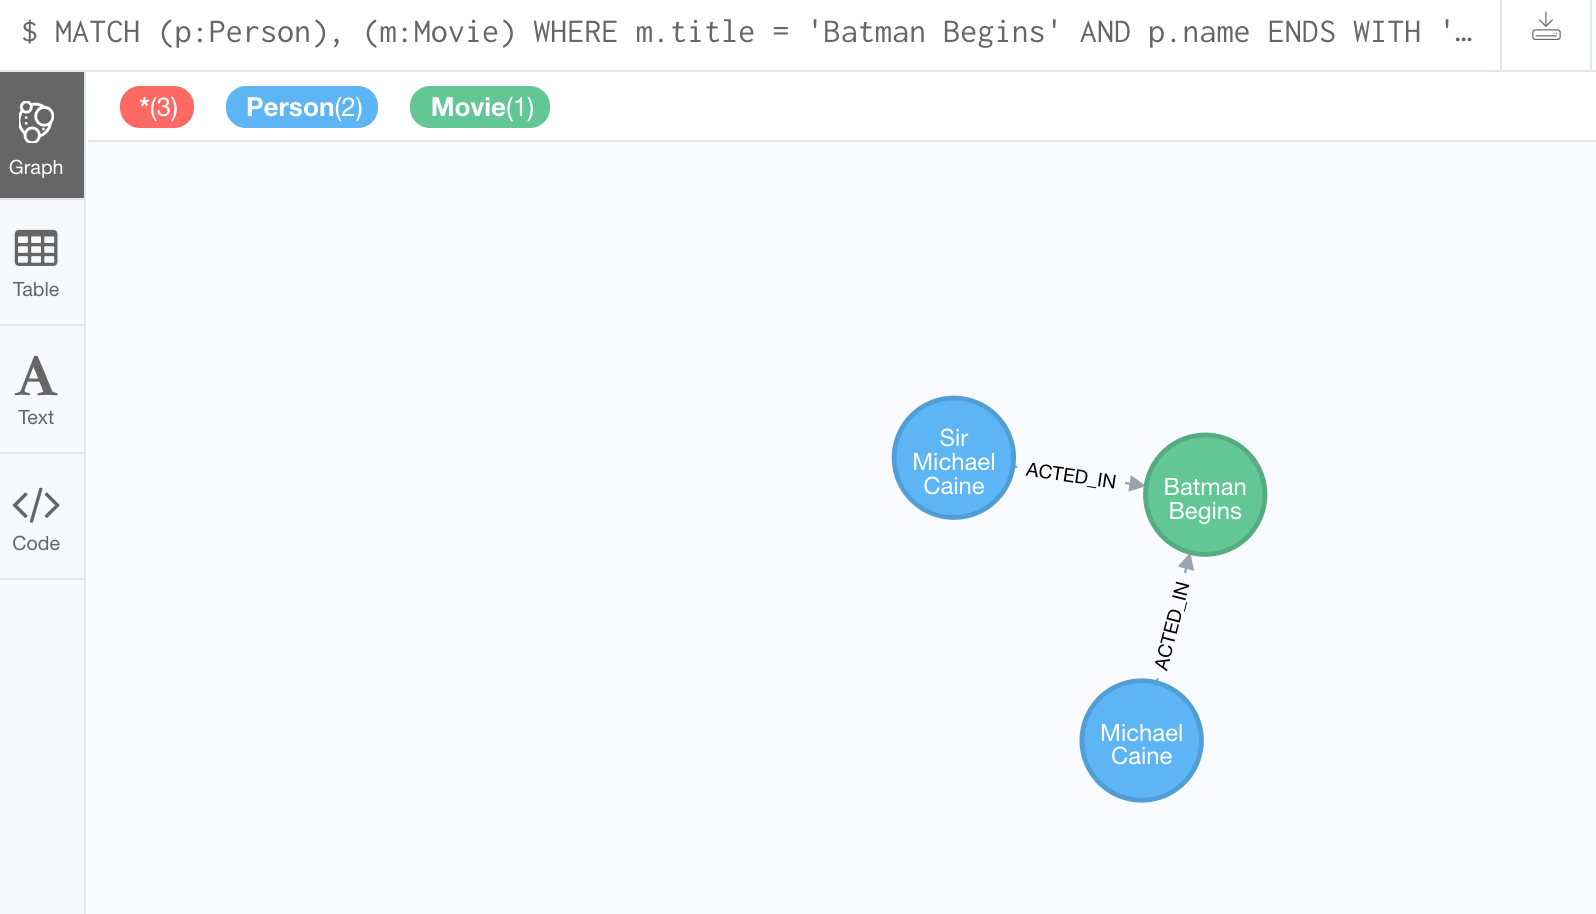 $ MATCH (p:Person), (m:Movie) WHERE m.title = 'Batman Begins' AND p.name ENDS WITH '…
*(3) Person(2) Movie(1)
Graph
Table
Text
Code
Sir
Michael
Caine
ACTED_IN
Batman
Begins
ACTED_IN
Michael
Caine